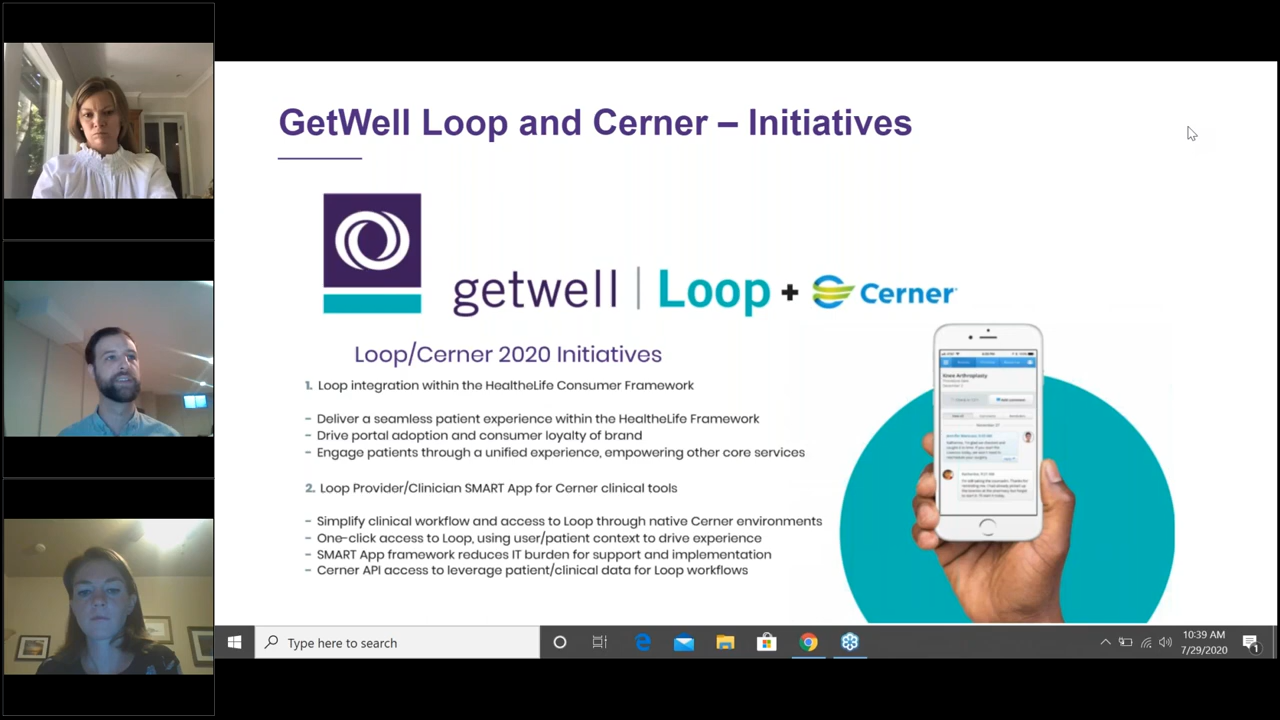 GetWell Loop and Cerner – Initiatives
getwell | Loop + Cerner
Loop/Cerner 2020 Initiatives
1. Loop integration within the HealtheLife Consumer Framework
– Deliver a seamless patient experience within the HealtheLife Framework
– Drive portal adoption and consumer loyalty of brand
– Engage patients through a unified experience, empowering other core services
2. Loop Provider/Clinician SMART App for Cerner clinical tools
– Simplify clinical workflow and access to Loop through native Cerner environments
– One-click access to Loop, using user/patient context to drive experience
– SMART App framework reduces IT burden for support and implementation
– Cerner API access to leverage patient/clinical data for Loop workflows
Type here to search
10:39 AM
7/29/2020
1